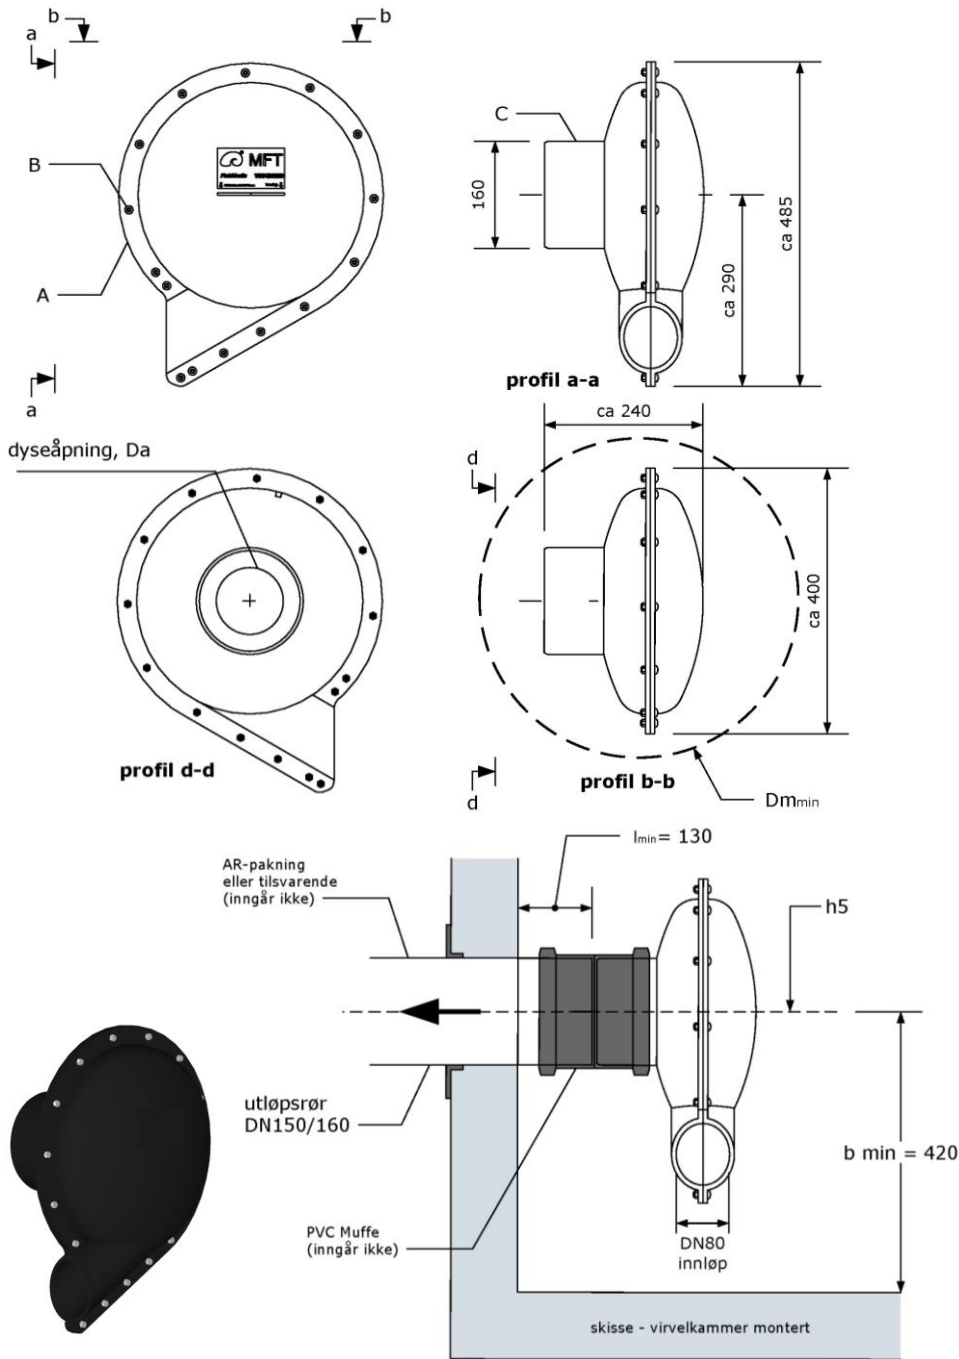 b
b
a
B
A
a
MFT
C
160
ca 290
ca 485
profil a-a
dyseåpning, Da
profil d-d
ca 240
d
d
ca 400
profil b-b
Dmmin
AR-pakning
eller tilsvarende
(inngår ikke)
lmin= 130
h5
utløpsrør
DN150/160
b min = 420
PVC Muffe
(inngår ikke)
DN80
innløp
skisse - virvelkammer montert